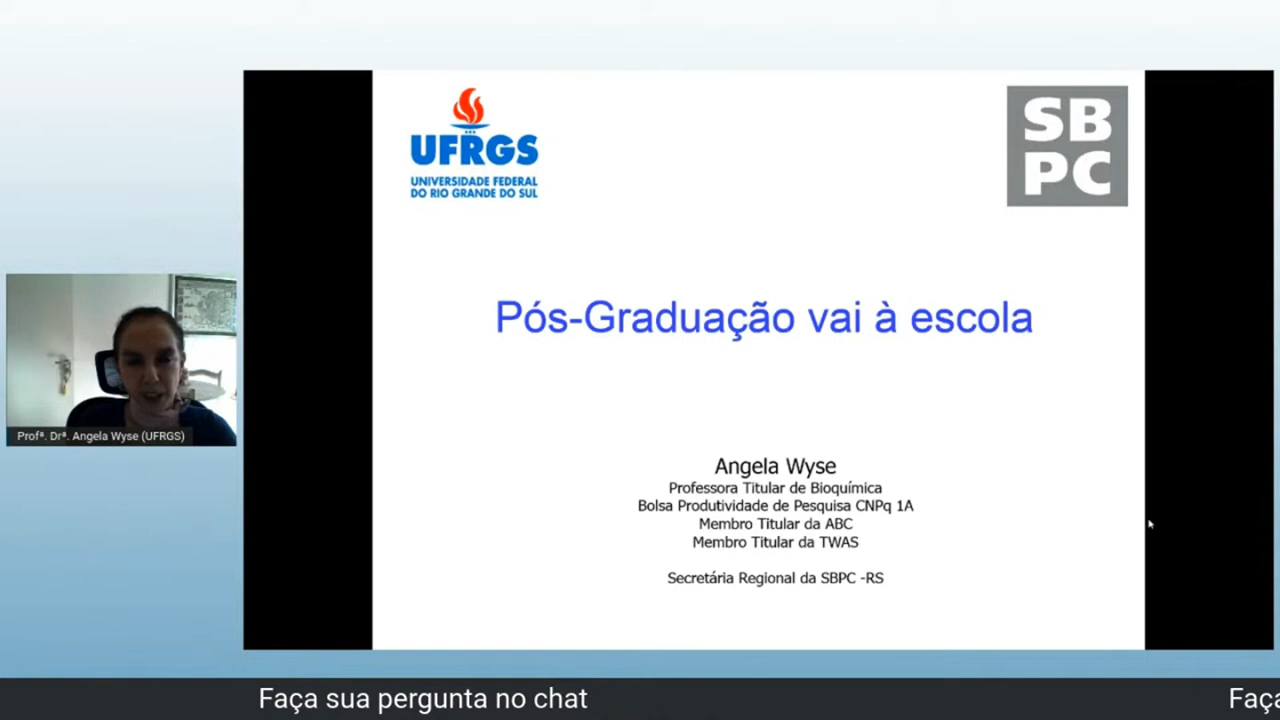 UFRGS
UNIVERSIDADE FEDERAL
DO RIO GRANDE DO SUL
SB
PC
Pós-Graduação vai à escola
Angela Wyse
Professora Titular de Bioquímica
Bolsa Produtividade de Pesquisa CNPq 1A
Membro Titular da ABC
Membro Titular da TWAS
Secretária Regional da SBPC -RS
Profª. Drª. Angela Wyse (UFRGS)
Faça sua pergunta no chat
Faça